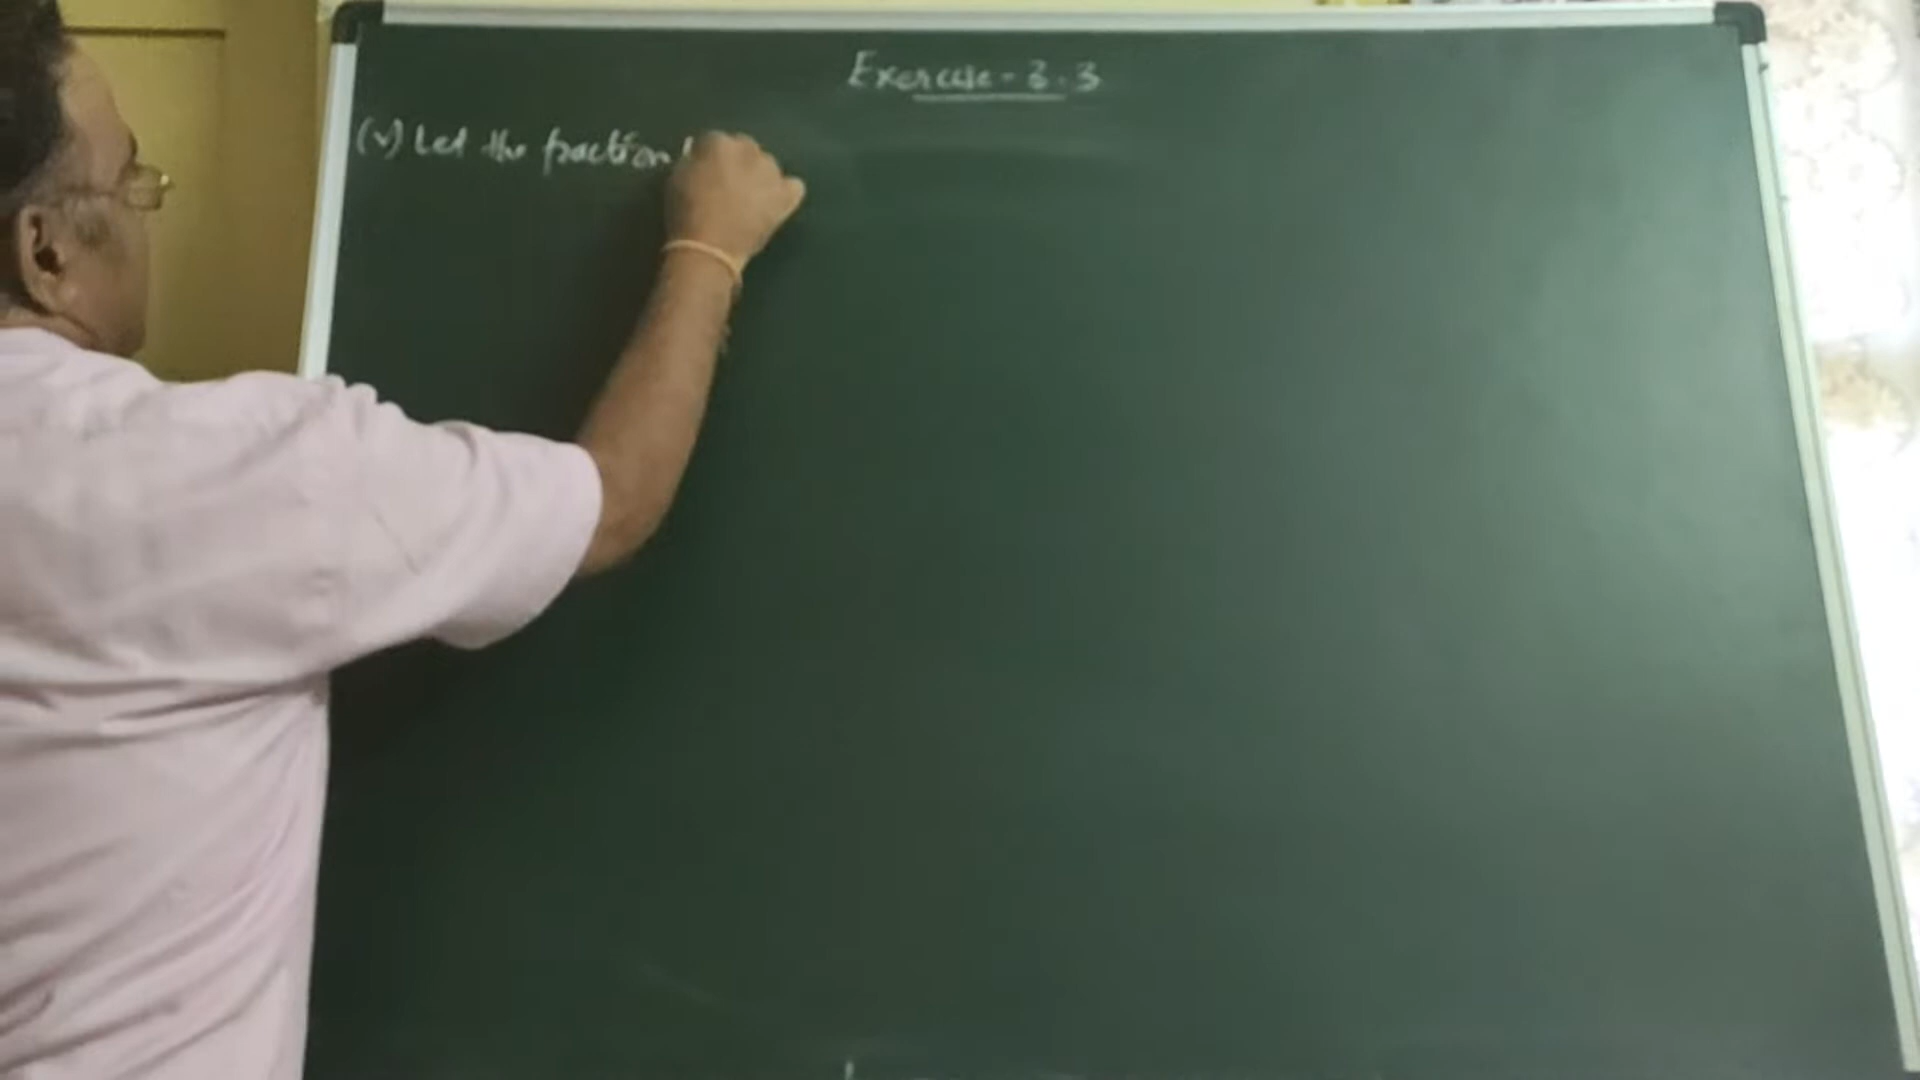 Exercise - 3.3
(v) Let the fraction